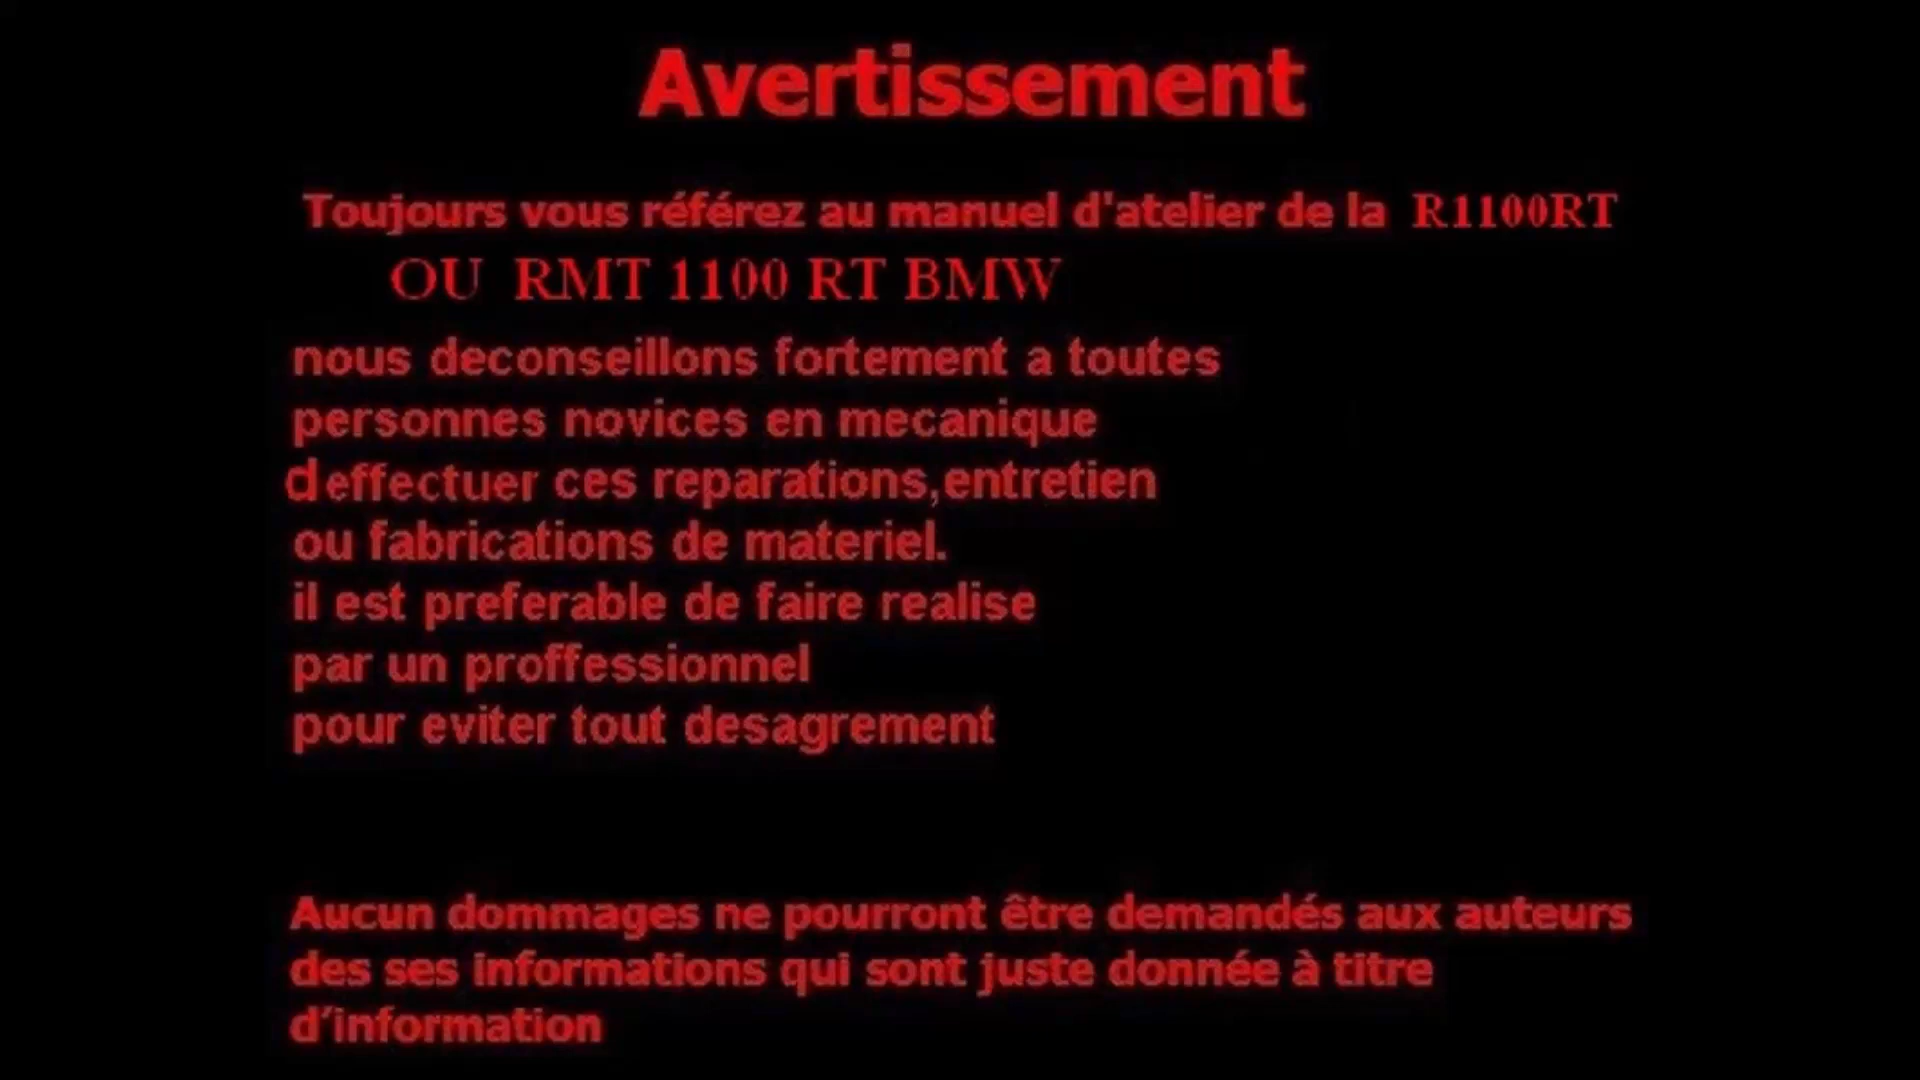 Avertissement
Toujours vous référez au manuel d'atelier de la R1100RT
OU RMT 1100 RT BMW
nous deconseillons fortement a toutes
personnes novices en mecanique
d effectuer ces reparations,entretien
ou fabrications de materiel.
il est preferable de faire realise
par un proffessionnel
pour eviter tout desagrement
Aucun dommages ne pourront être demandés aux auteurs
des ses informations qui sont juste donnée à titre
d’information